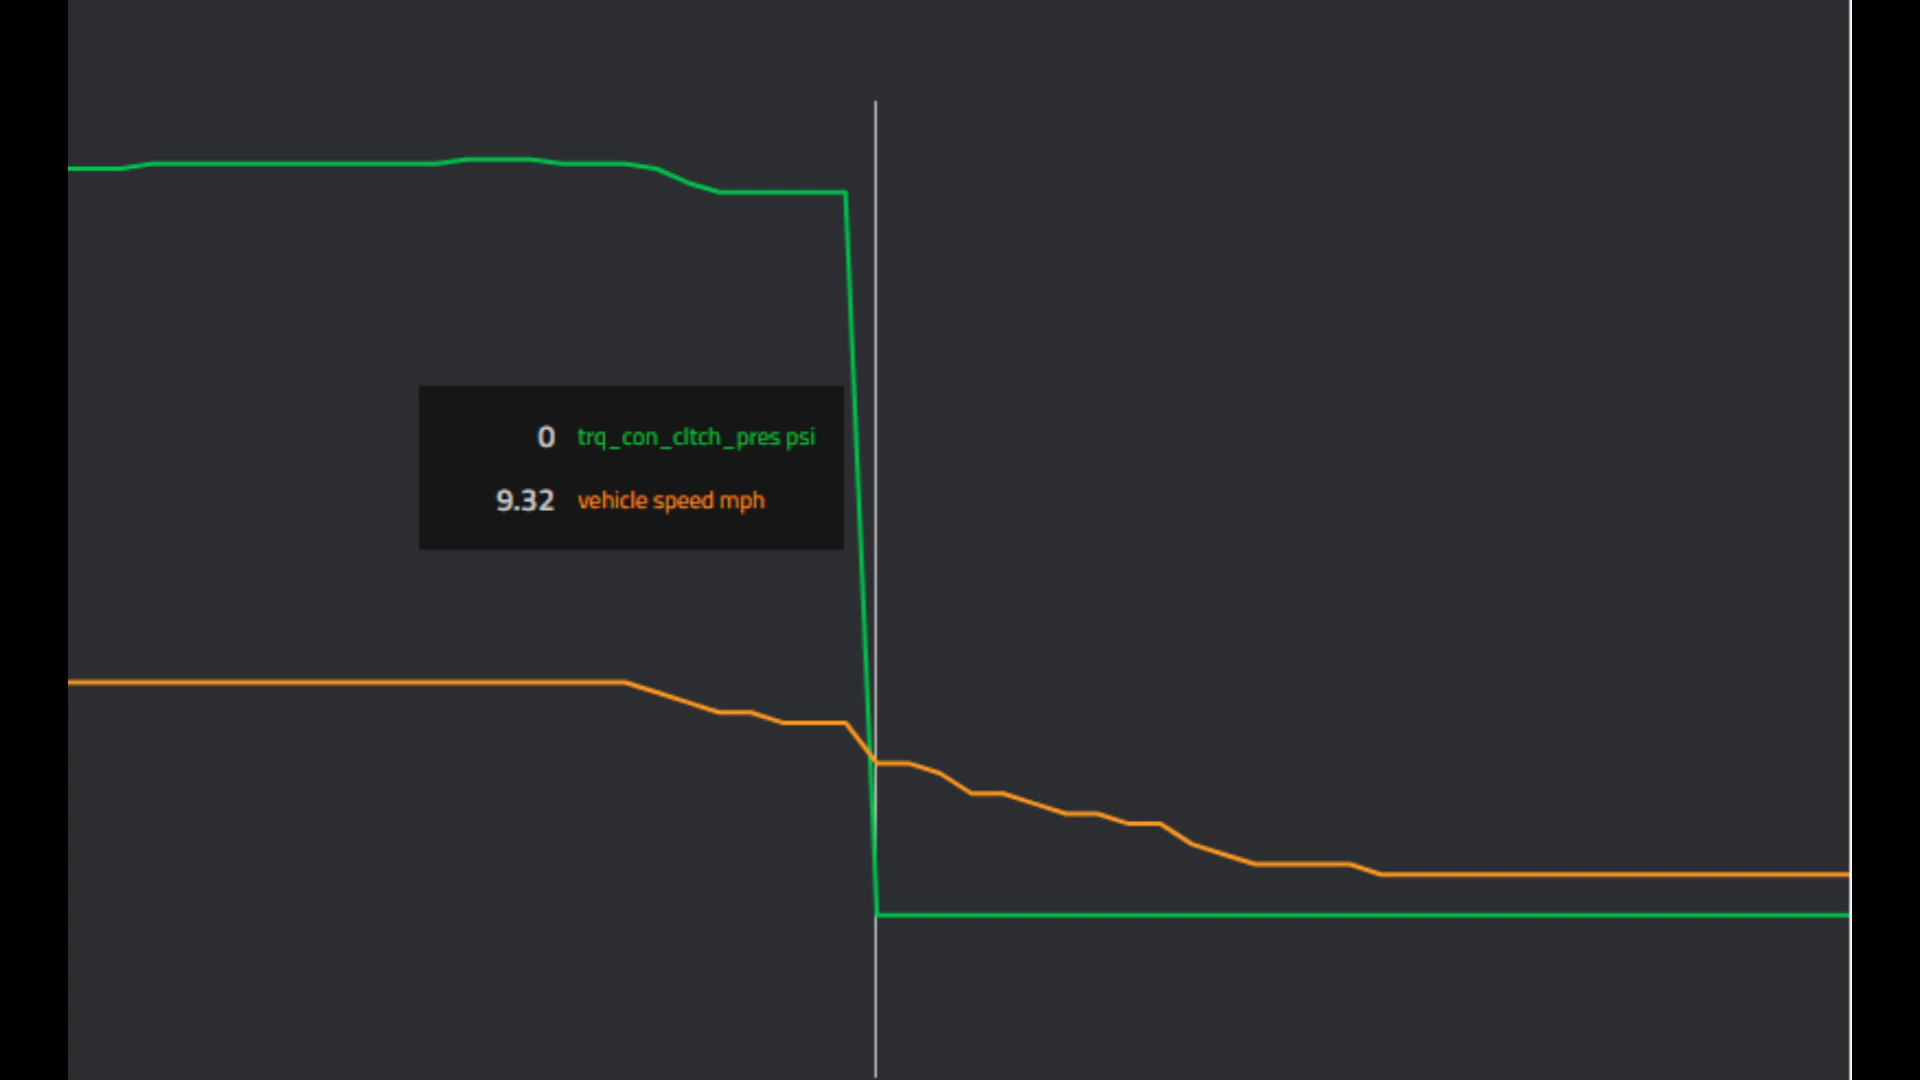 0 trq_con_cltch_pres psi
9.32 vehicle speed mph